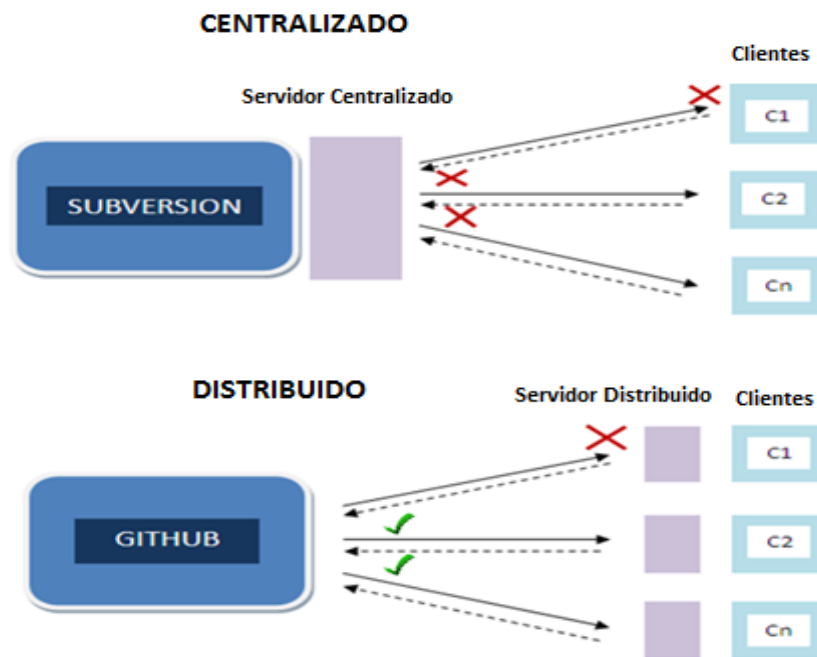 CENTRALIZADO
Clientes
Servidor Centralizado
C1
SUBVERSION
C2
Cn
DISTRIBUIDO
Servidor Distribuido
Clientes
C1
GITHUB
C2
Cn